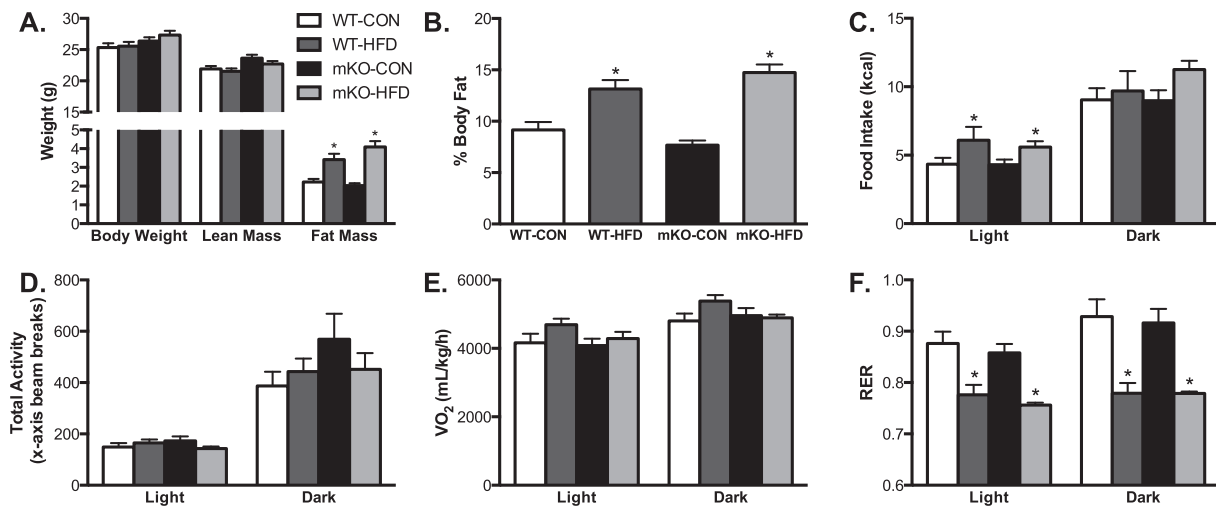 A.
Weight (g)
30
25
20
15
5
4
3
2
1
0
*
*
Body Weight Lean Mass Fat Mass
WT-CON
WT-HFD
mKO-CON
mKO-HFD
B.
% Body Fat
20
15
10
5
0
*
*
WT-CON WT-HFD mKO-CON mKO-HFD
C.
Food Intake (kcal)
15
10
5
0
*
*
Light Dark
D.
Total Activity
(x-axis beam breaks)
800
600
400
200
0
Light Dark
E.
VO2 (mL/kg/h)
6000
4000
2000
0
Light Dark
F.
RER
1.0
0.9
0.8
0.7
0.6
*
*
*
*
Light Dark